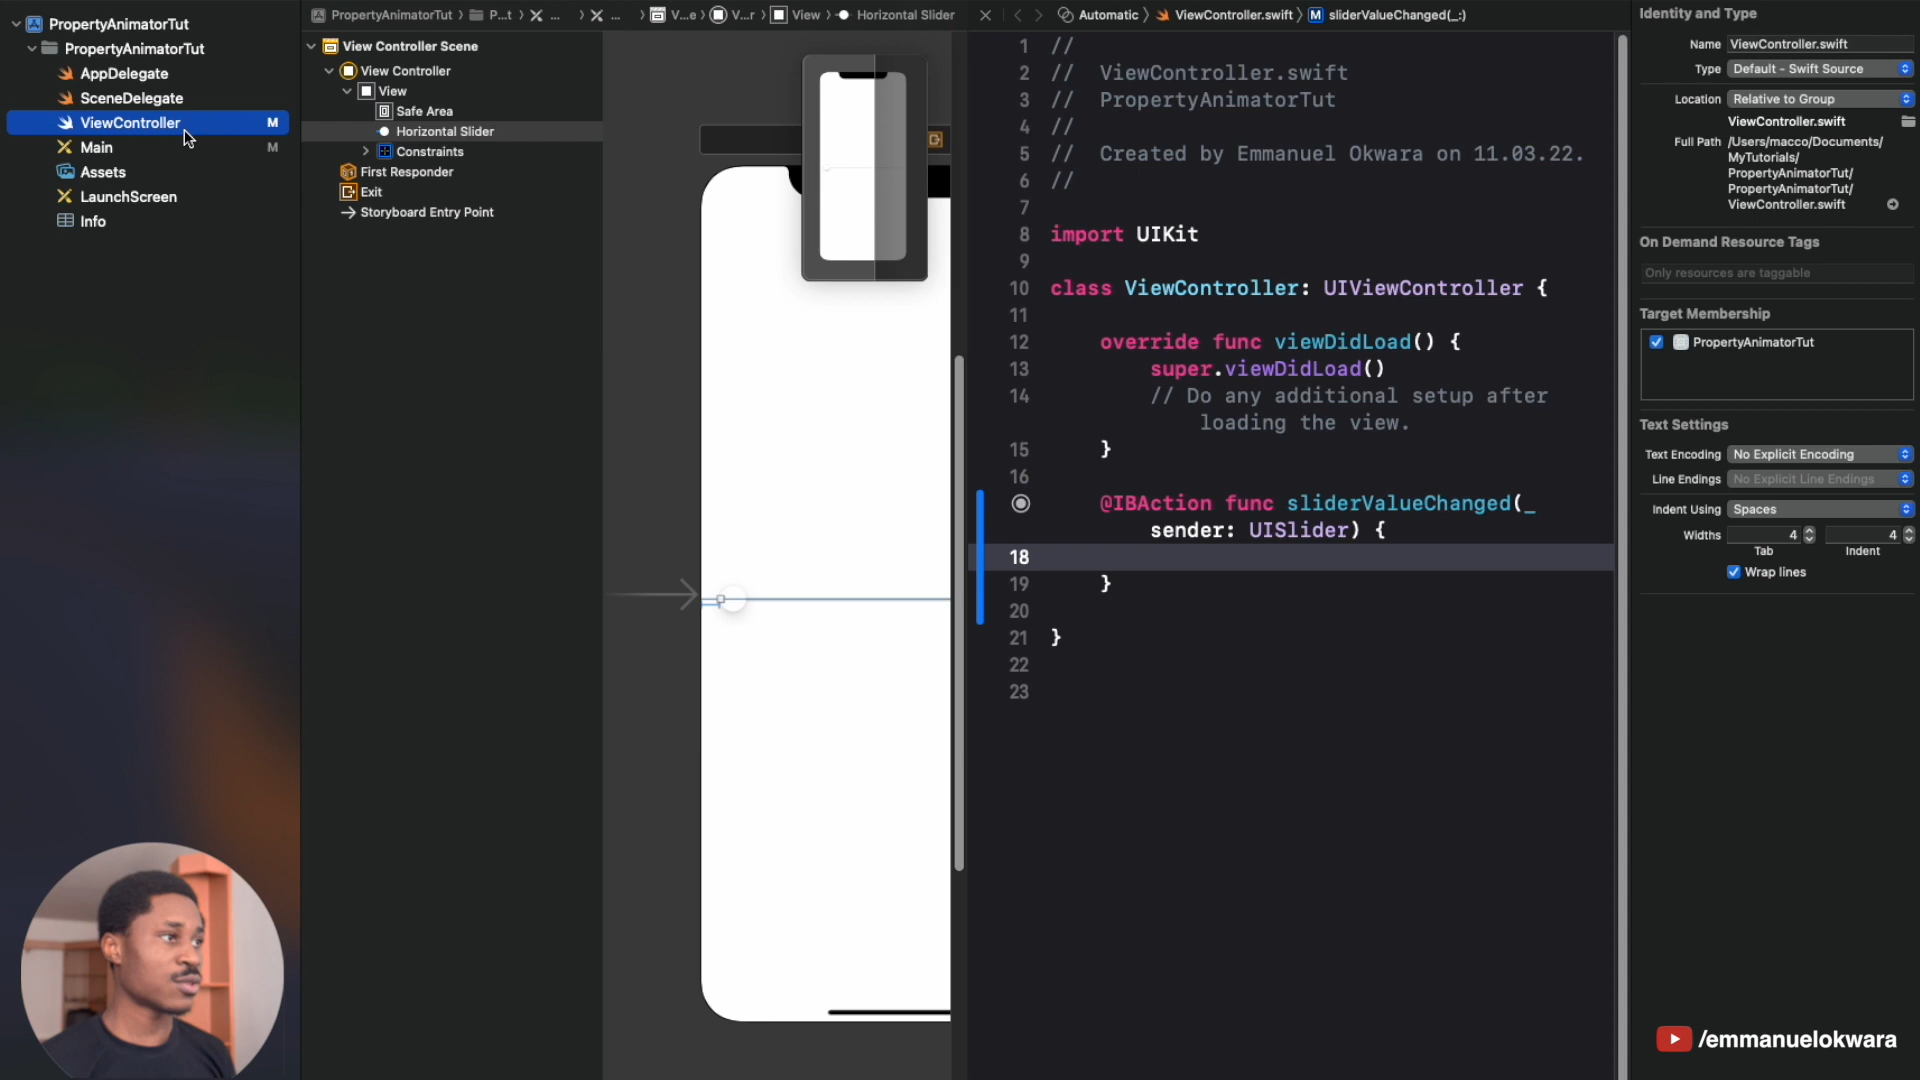 PropertyAnimatorTut
PropertyAnimatorTut
AppDelegate
SceneDelegate
ViewController M
Main M
Assets
LaunchScreen
Info
PropertyAnimatorTut P...t ... ... V...e V...r View Horizontal Slider
View Controller Scene
View Controller
View
Safe Area
Horizontal Slider
Constraints
First Responder
Exit
Storyboard Entry Point
Automatic ViewController.swift M sliderValueChanged(_:)
1 //
2 // ViewController.swift
3 // PropertyAnimatorTut
4 //
5 // Created by Emmanuel Okwara on 11.03.22.
6 //
7
8 import UIKit
9
10 class ViewController: UIViewController {
11
12 override func viewDidLoad() {
13 super.viewDidLoad()
14 // Do any additional setup after
loading the view.
15 }
16
@IBAction func sliderValueChanged(_
sender: UISlider) {
18
19 }
20
21 }
22
23
Identity and Type
Name ViewController.swift
Type Default - Swift Source
Location Relative to Group
ViewController.swift
Full Path /Users/macco/Documents/
MyTutorials/
PropertyAnimatorTut/
PropertyAnimatorTut/
ViewController.swift
On Demand Resource Tags
Only resources are taggable
Target Membership
PropertyAnimatorTut
Text Settings
Text Encoding No Explicit Encoding
Line Endings No Explicit Line Endings
Indent Using Spaces
Widths 4 4
Tab Indent
Wrap lines
/emmanuelokwara